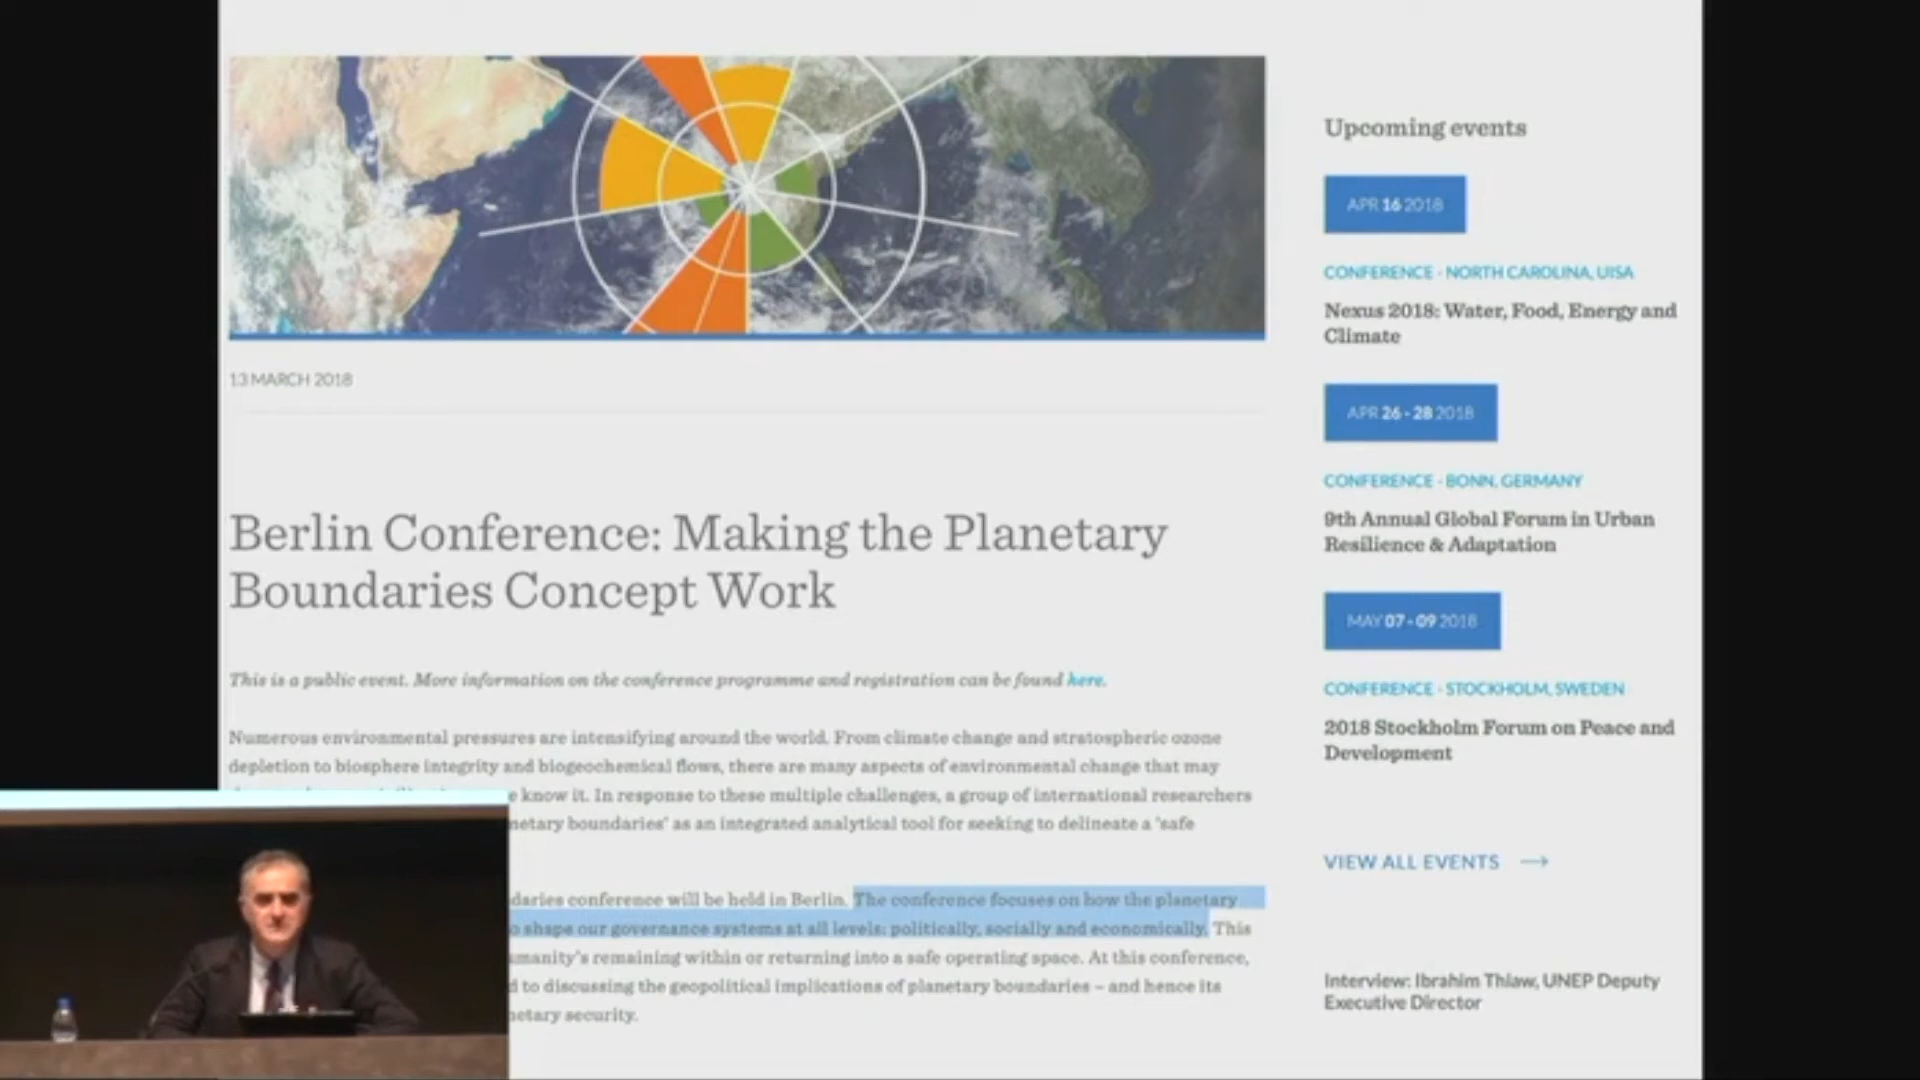 13 MARCH 2018
Berlin Conference: Making the Planetary
Boundaries Concept Work
This is a public event. More information on the conference programme and registration can be found here.
Numerous environmental pressures are intensifying around the world. From climate change and stratospheric ozone
depletion to biosphere integrity and biogeochemical flows, there are many aspects of environmental change that may
know it. In response to these multiple challenges, a group of international researchers
netary boundaries' as an integrated analytical tool for seeking to delineate a 'safe
daries conference will be held in Berlin. The conference focuses on how the planetary
o shape our governance systems at all levels: politically, socially and economically. This
umanity's remaining within or returning into a safe operating space. At this conference,
d to discussing the geopolitical implications of planetary boundaries – and hence its
netary security.
Upcoming events
APR 16 2018
CONFERENCE - NORTH CAROLINA, UISA
Nexus 2018: Water, Food, Energy and
Climate
APR 26 - 28 2018
CONFERENCE - BONN, GERMANY
9th Annual Global Forum in Urban
Resilience & Adaptation
MAY 07 - 09 2018
CONFERENCE - STOCKHOLM, SWEDEN
2018 Stockholm Forum on Peace and
Development
VIEW ALL EVENTS →
Interview: Ibrahim Thiaw, UNEP Deputy
Executive Director